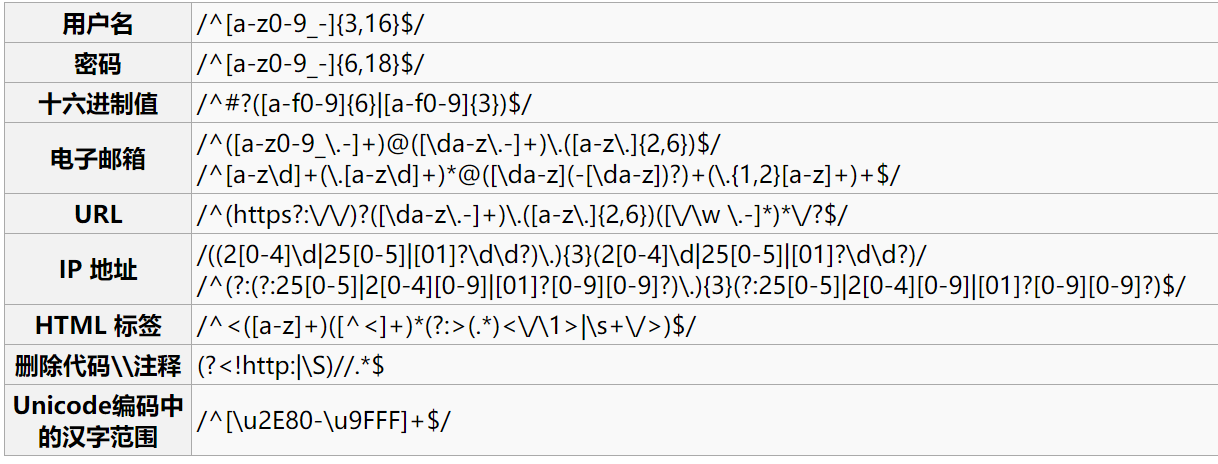 用户名 /^[a-z0-9_-]{3,16}$/
密码 /^[a-z0-9_-]{6,18}$/
十六进制值 /^#?([a-f0-9]{6}|[a-f0-9]{3})$/
电子邮箱 /^([a-z0-9_\.-]+)@([\da-z\.-]+)\.([a-z\.]{2,6})$/
/^[a-z\d]+(\.[a-z\d]+)*@([\da-z](-[\da-z])?)+(\.{1,2}[a-z]+)+$/
URL /^(https?:\/\/)?([\da-z\.-]+)\.([a-z\.]{2,6})([\/\w \.-]*)*\/?$/
IP 地址 /((2[0-4]\d|25[0-5]|[01]?\d\d?)\.){3}(2[0-4]\d|25[0-5]|[01]?\d\d?)/
/^(?:(?:25[0-5]|2[0-4][0-9]|[01]?[0-9][0-9]?)\.){3}(?:25[0-5]|2[0-4][0-9]|[01]?[0-9][0-9]?)$/
HTML 标签 /^<([a-z]+)([^<]+)*(?:>(.*)<\/\1>|\s+\/>)$/
删除代码\\注释 (?<!http:|\S)//.*$
Unicode编码中
的汉字范围 /^[\u2E80-\u9FFF]+$/